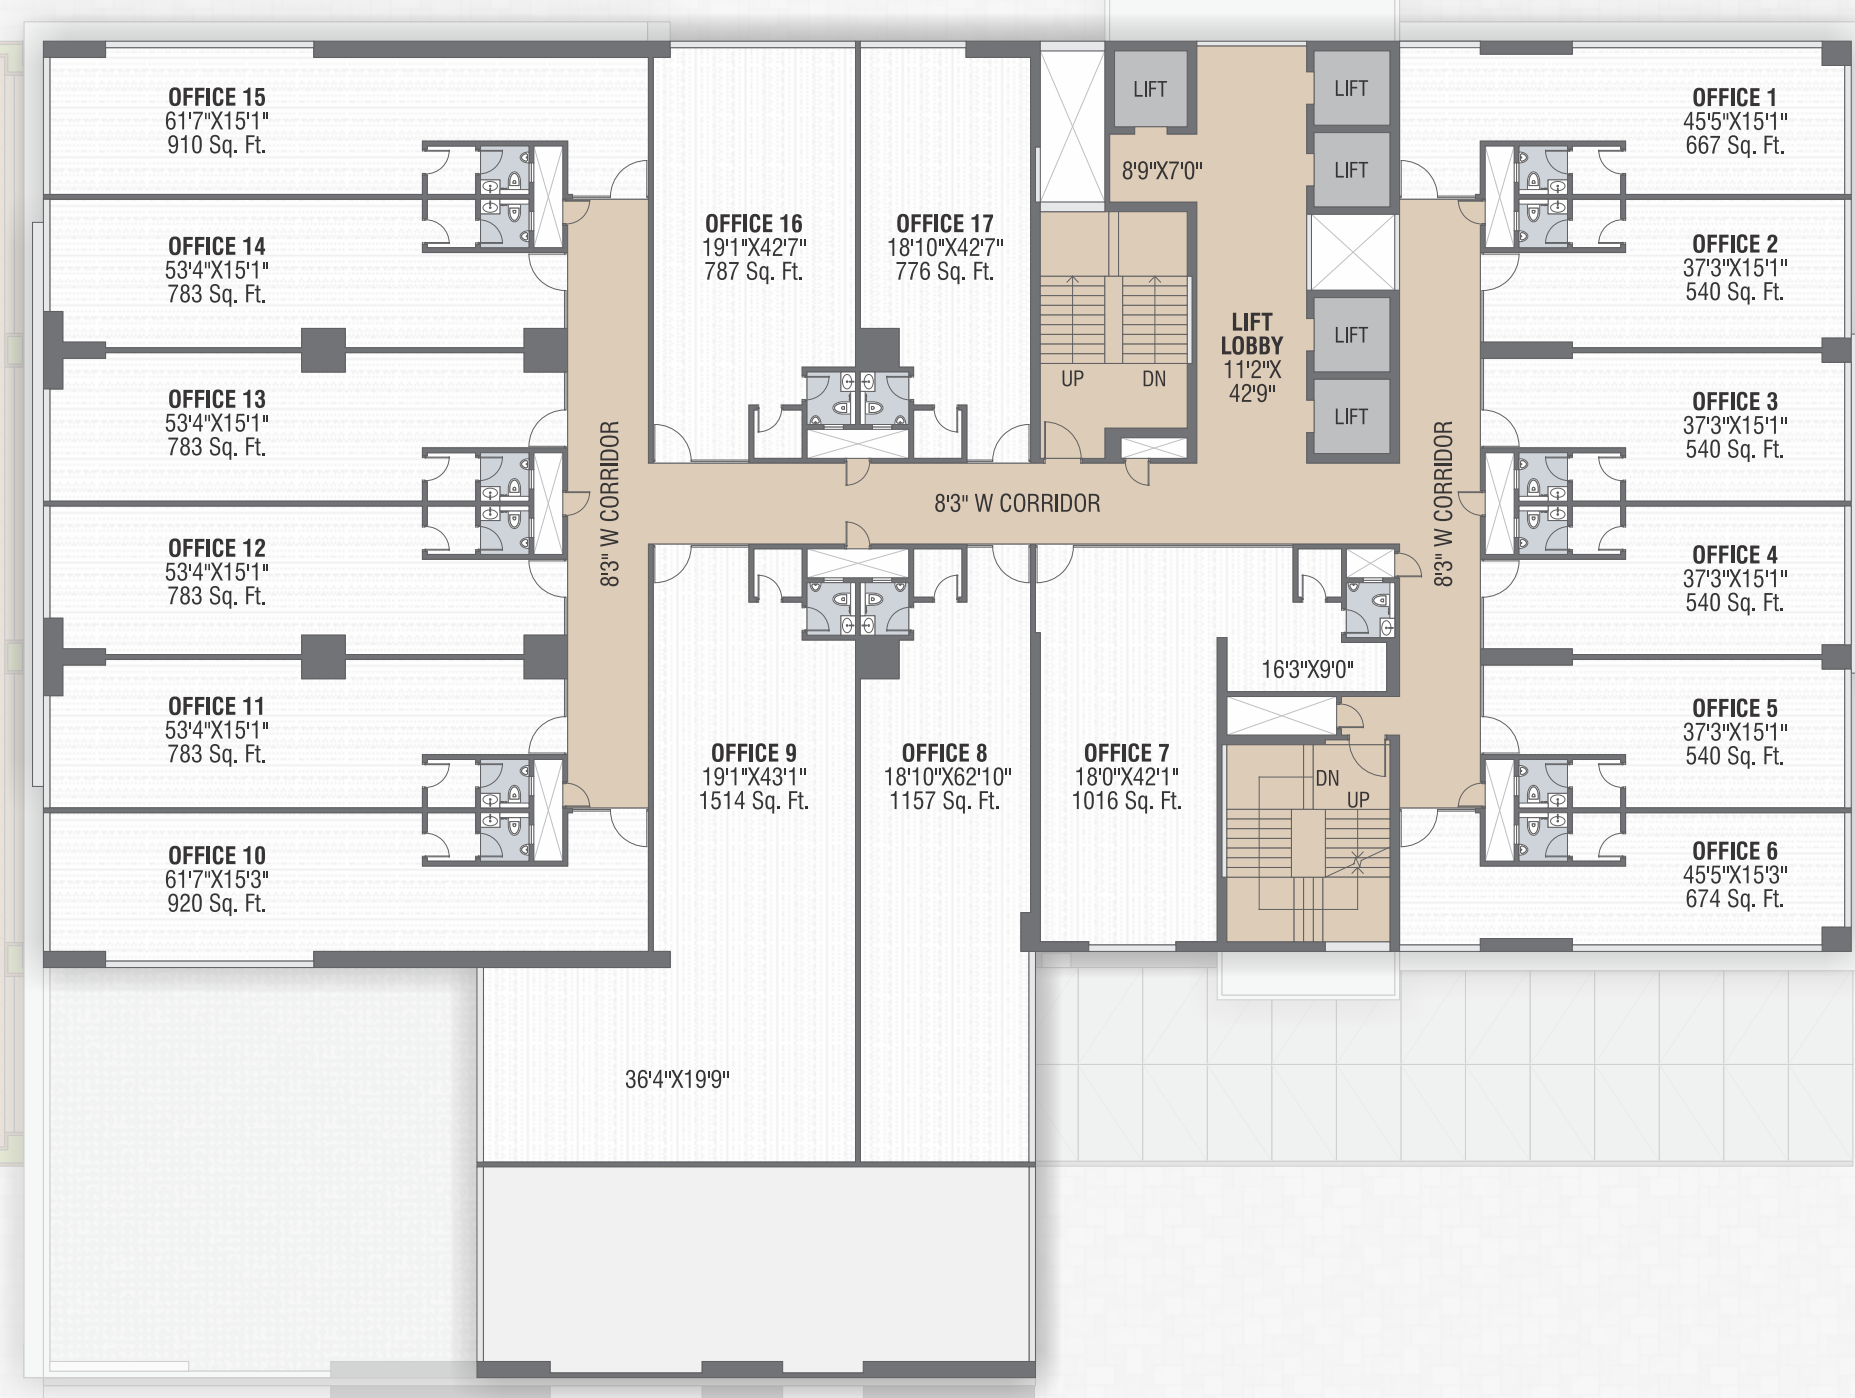 OFFICE 15
61'7"X15'1"
910 Sq. Ft.
OFFICE 14
53'4"X15'1"
783 Sq. Ft.
OFFICE 13
53'4"X15'1"
783 Sq. Ft.
OFFICE 12
53'4"X15'1"
783 Sq. Ft.
OFFICE 11
53'4"X15'1"
783 Sq. Ft.
OFFICE 10
61'7"X15'3"
920 Sq. Ft.
8'3" W CORRIDOR
OFFICE 16
19'1"X42'7"
787 Sq. Ft.
OFFICE 17
18'10"X42'7"
776 Sq. Ft.
LIFT
8'9"X7'0"
UP
DN
LIFT
LOBBY
11'2"X
42'9"
LIFT
LIFT
LIFT
LIFT
8'3" W CORRIDOR
OFFICE 9
19'1"X43'1"
1514 Sq. Ft.
36'4"X19'9"
OFFICE 8
18'10"X62'10"
1157 Sq. Ft.
OFFICE 7
18'0"X42'1"
1016 Sq. Ft.
16'3"X9'0"
DN
UP
8'3" W CORRIDOR
OFFICE 1
45'5"X15'1"
667 Sq. Ft.
OFFICE 2
37'3"X15'1"
540 Sq. Ft.
OFFICE 3
37'3"X15'1"
540 Sq. Ft.
OFFICE 4
37'3"X15'1"
540 Sq. Ft.
OFFICE 5
37'3"X15'1"
540 Sq. Ft.
OFFICE 6
45'5"X15'3"
674 Sq. Ft.